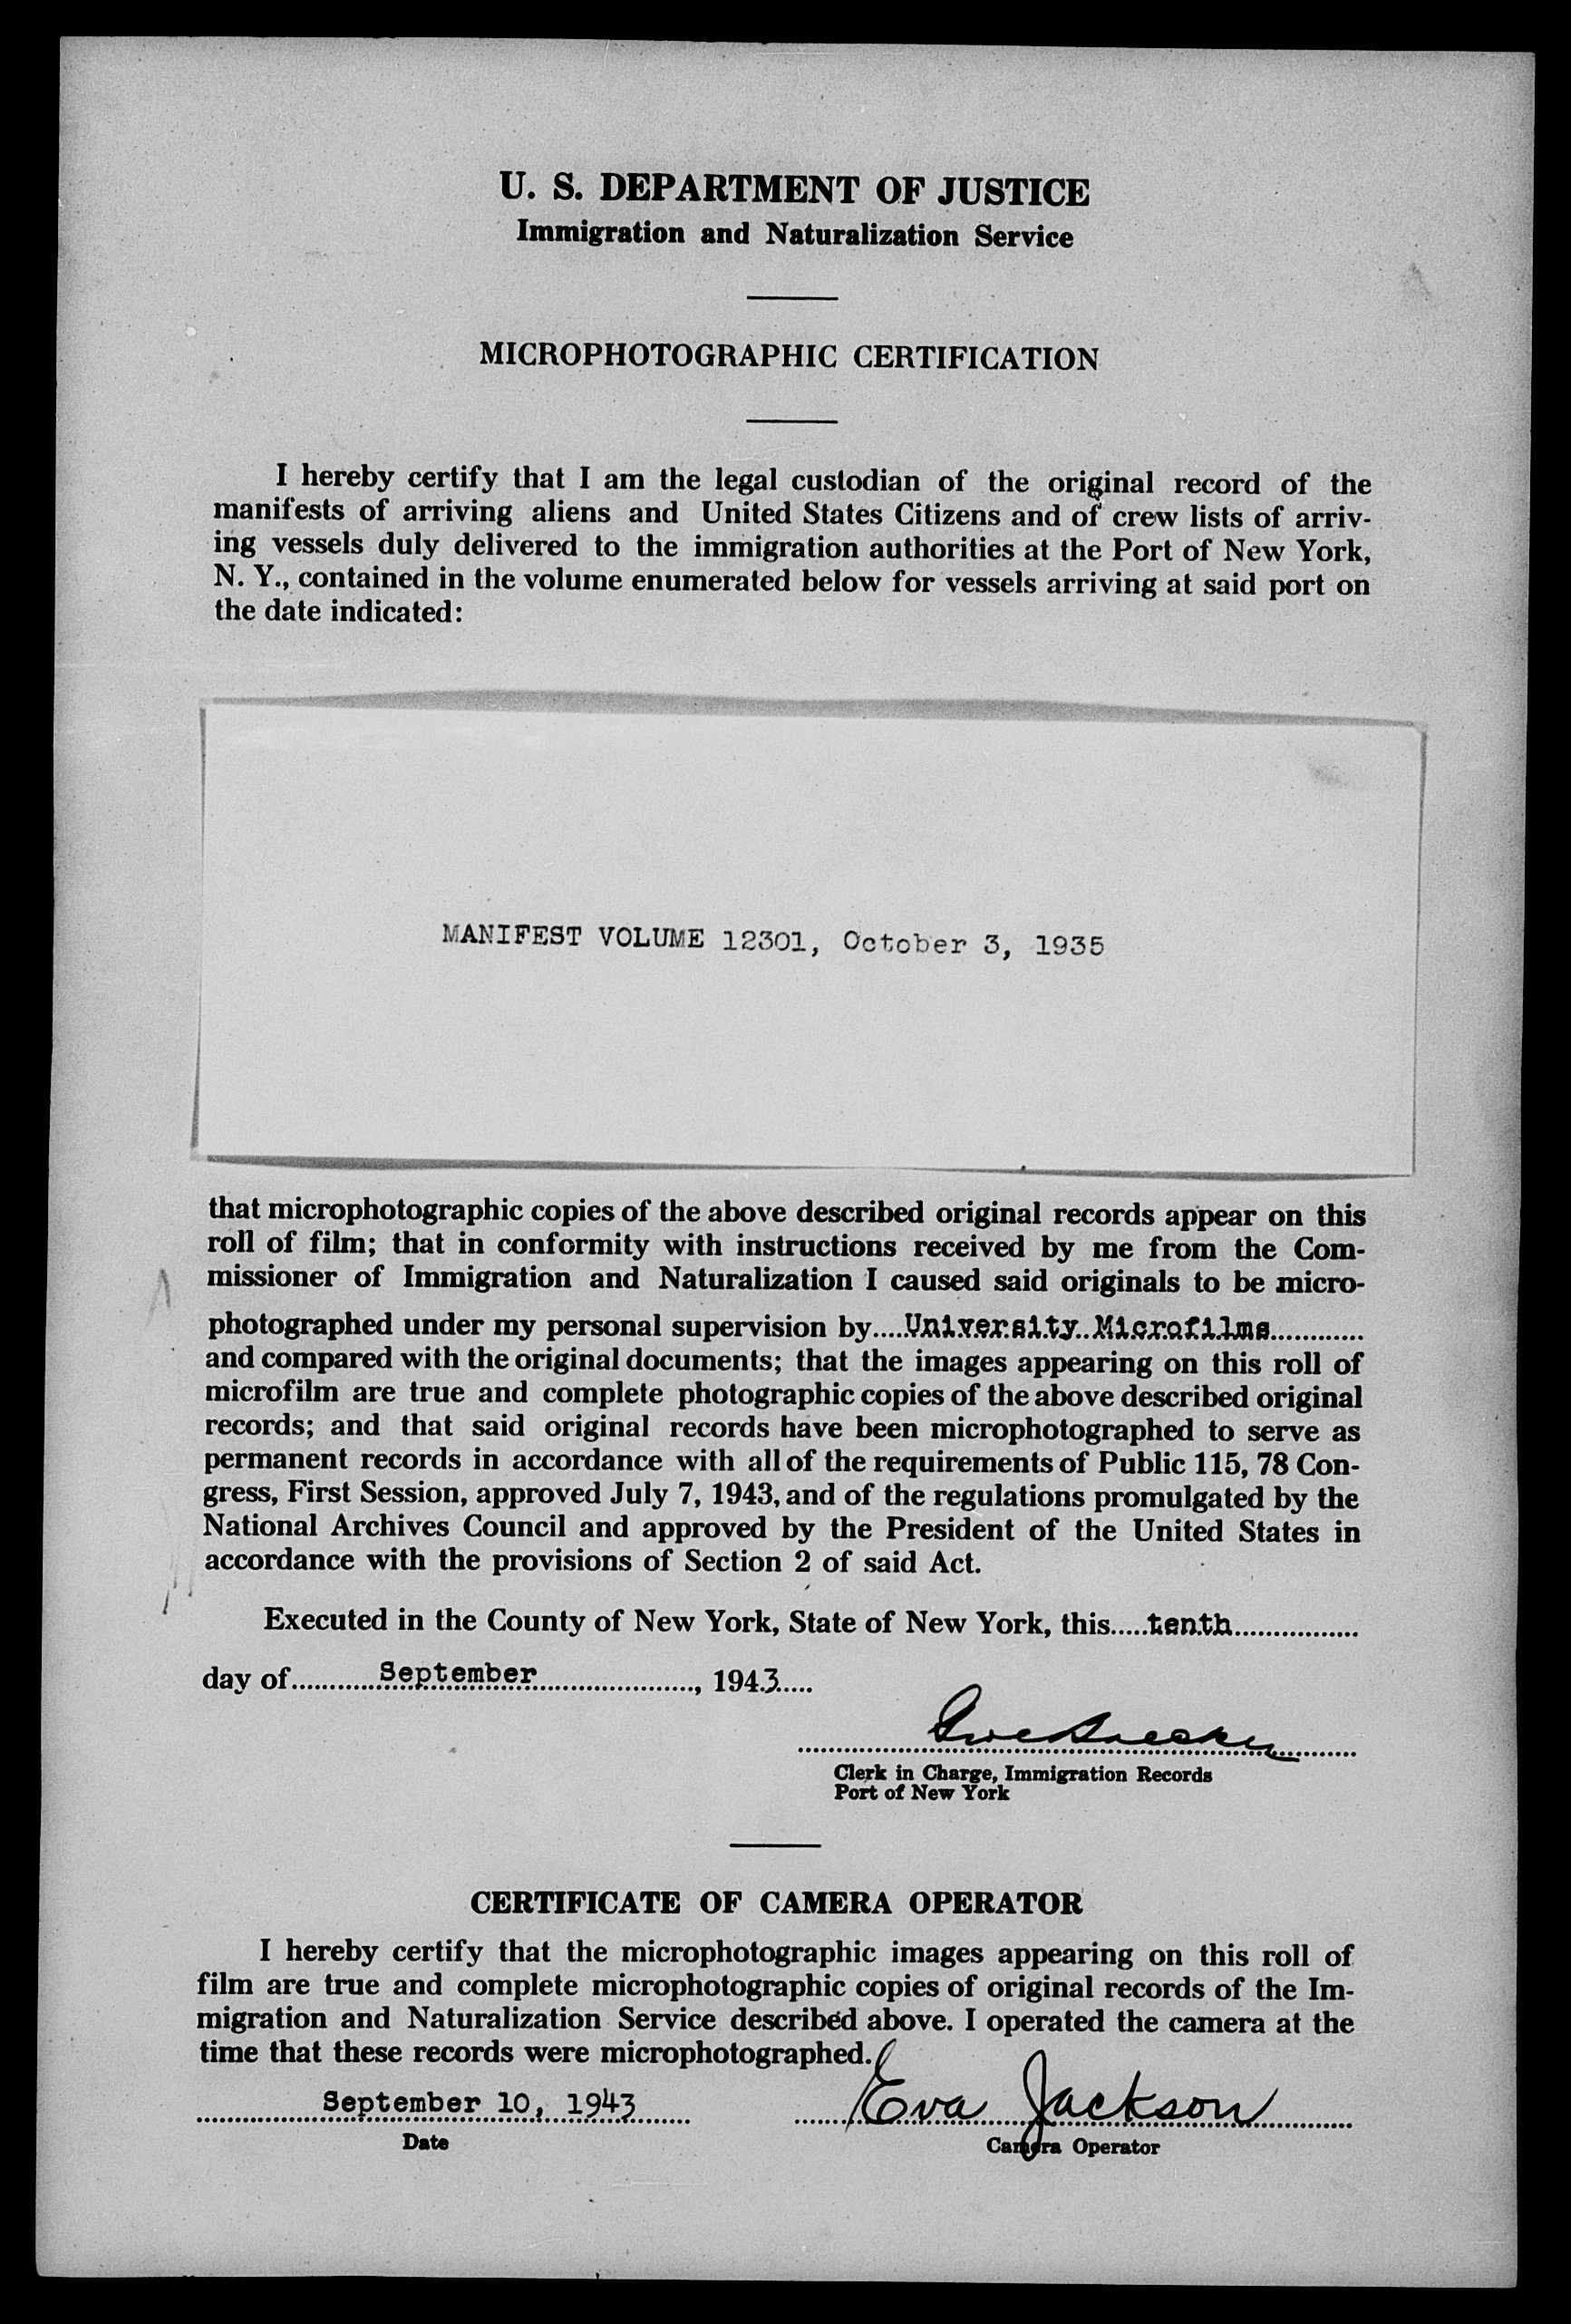 U. S. DEPARTMENT OF JUSTICE
Immigration and Naturalization Service
MICROPHOTOGRAPHIC CERTIFICATION
I hereby certify that I am the legal custodian of the original record of the
manifests of arriving aliens and United States Citizens and of crew lists of arriv-
ing vessels duly delivered to the immigration authorities at the Port of New York,
N. Y., contained in the volume enumerated below for vessels arriving at said port on
the date indicated:
MANIFEST VOLUME 12301, October 3, 1935
that microphotographic copies of the above described original records appear on this
roll of film; that in conformity with instructions received by me from the Com-
missioner of Immigration and Naturalization I caused said originals to be micro-
photographed under my personal supervision by.....University Microfilms............
and compared with the original documents; that the images appearing on this roll of
microfilm are true and complete photographic copies of the above described original
records; and that said original records have been microphotographed to serve as
permanent records in accordance with all of the requirements of Public 115, 78 Con-
gress, First Session, approved July 7, 1943, and of the regulations promulgated by the
National Archives Council and approved by the President of the United States in
accordance with the provisions of Section 2 of said Act.
Executed in the County of New York, State of New York, this.....tenth................
day of............September....................., 1943.....
Clerk in Charge, Immigration Records
Port of New York
CERTIFICATE OF CAMERA OPERATOR
I hereby certify that the microphotographic images appearing on this roll of
film are true and complete microphotographic copies of original records of the Im-
migration and Naturalization Service described above. I operated the camera at the
time that these records were microphotographed.
September 10, 1943 Eva Jackson
Date Camera Operator